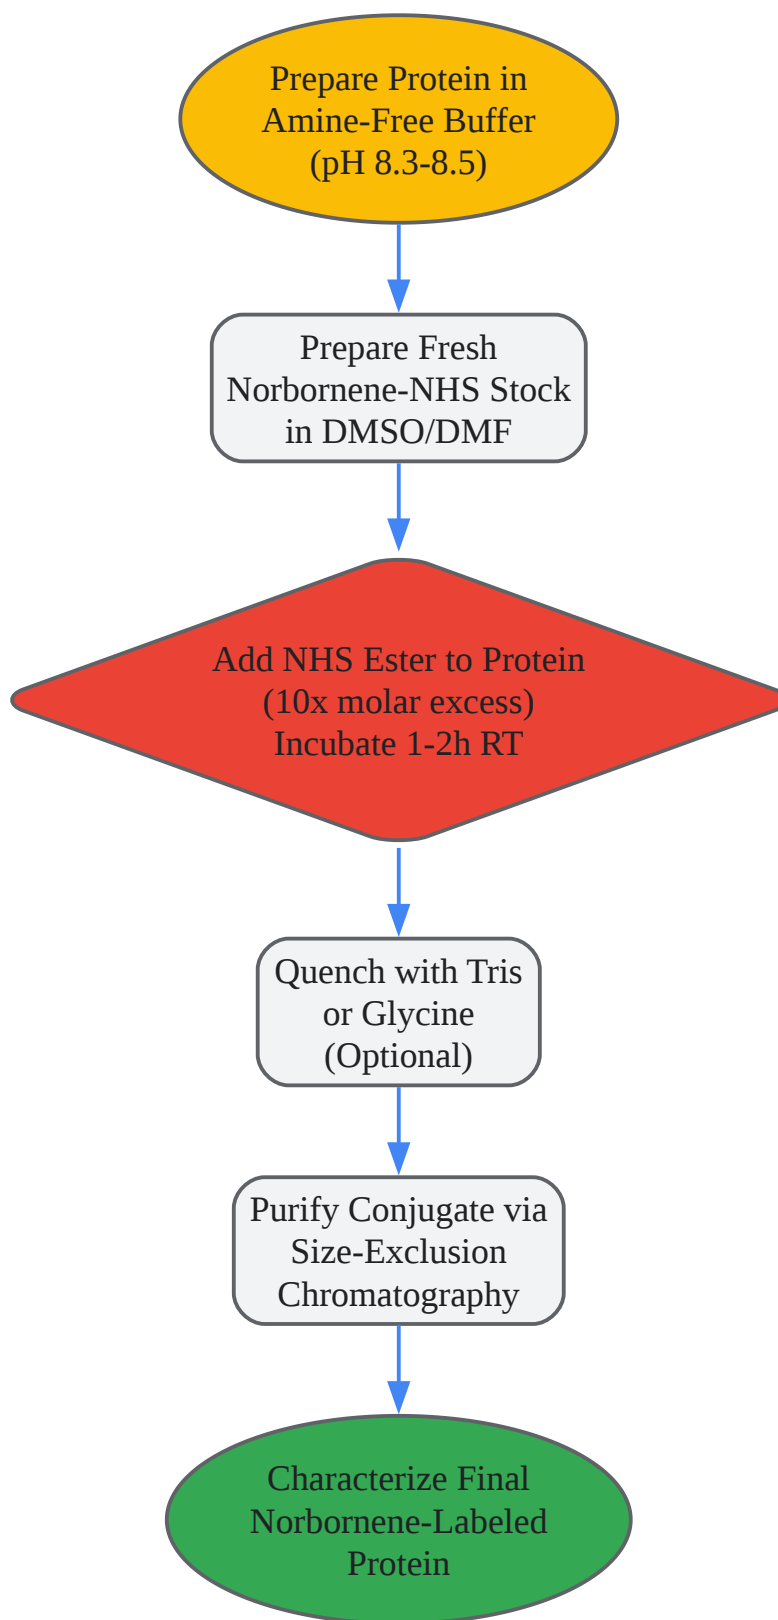 Prepare Protein in
Amine-Free Buffer
(pH 8.3-8.5)
Prepare Fresh
Norbornene-NHS Stock
in DMSO/DMF
Add NHS Ester to Protein
(10x molar excess)
Incubate 1-2h RT
Quench with Tris
or Glycine
(Optional)
Purify Conjugate via
Size-Exclusion
Chromatography
Characterize Final
Norbornene-Labeled
Protein